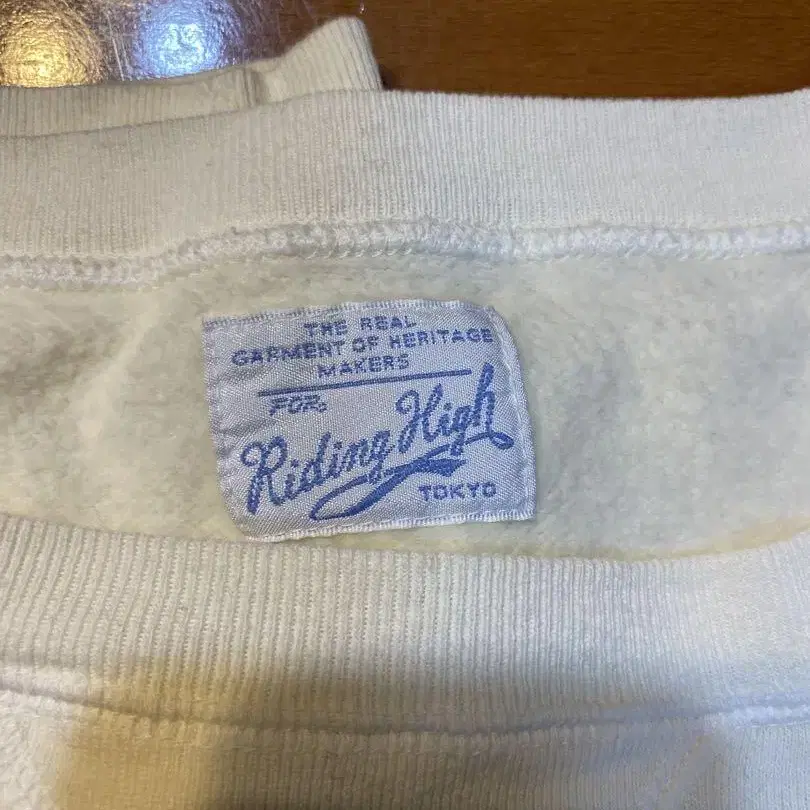 THE REAL
GARMENT OF HERITAGE
MAKERS
FOR.
Riding High
TOKYO